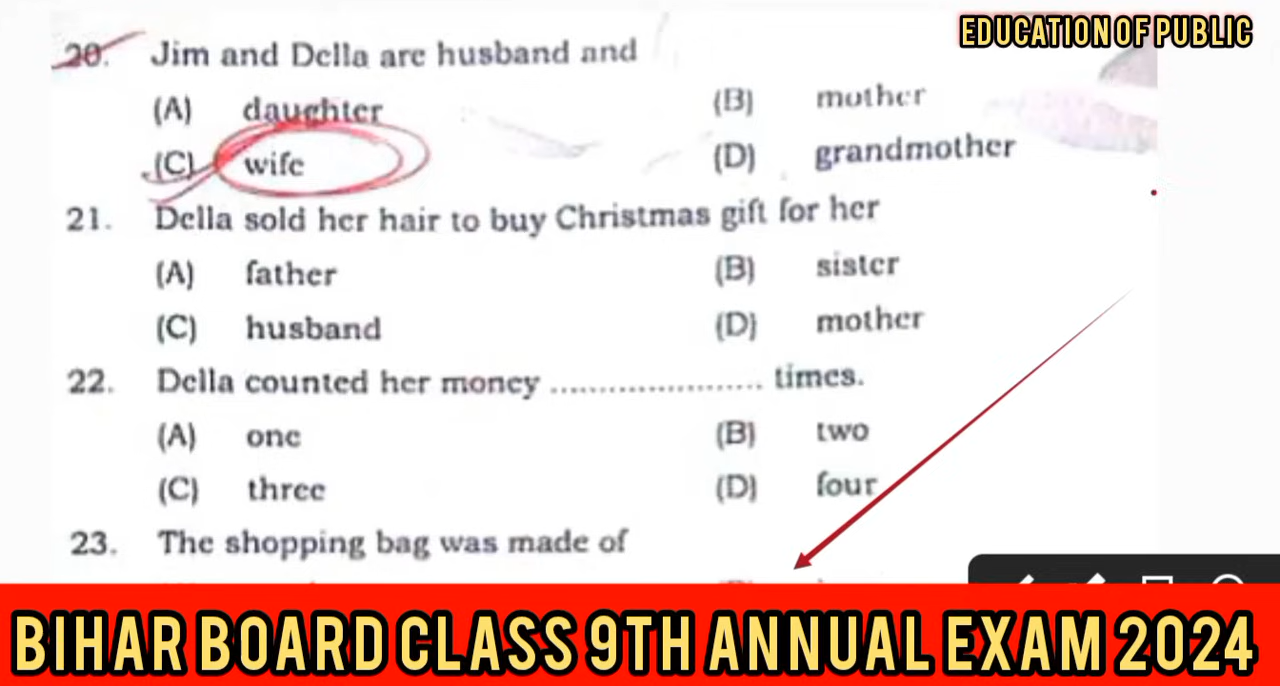 EDUCATION OF PUBLIC
20. Jim and Della are husband and
(A) daughter (B) mother
(C) wife (D) grandmother
21. Della sold her hair to buy Christmas gift for her
(A) father (B) sister
(C) husband (D) mother
22. Della counted her money ..................... times.
(A) one (B) two
(C) three (D) four
23. The shopping bag was made of
BIHAR BOARD CLASS 9TH ANNUAL EXAM 2024